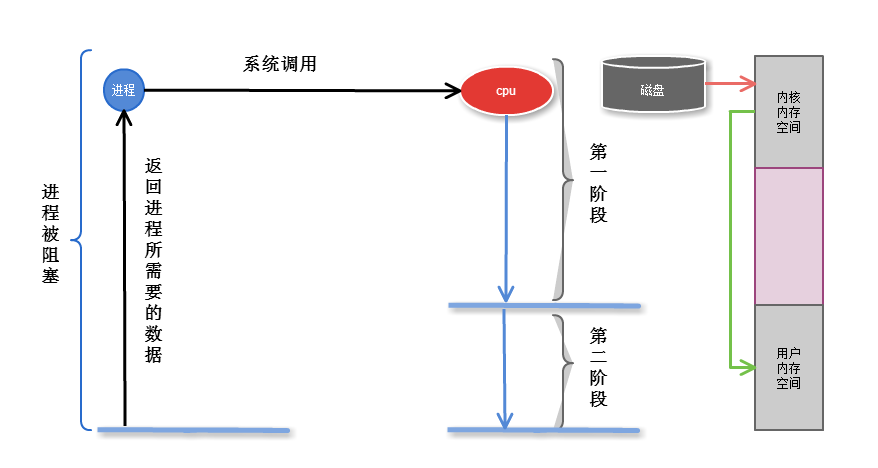 系统调用
进程
cpu
磁盘
内核
内存
空间
第一阶段
返回进程所需要的数据
进程被阻塞
第二阶段
用户
内存
空间